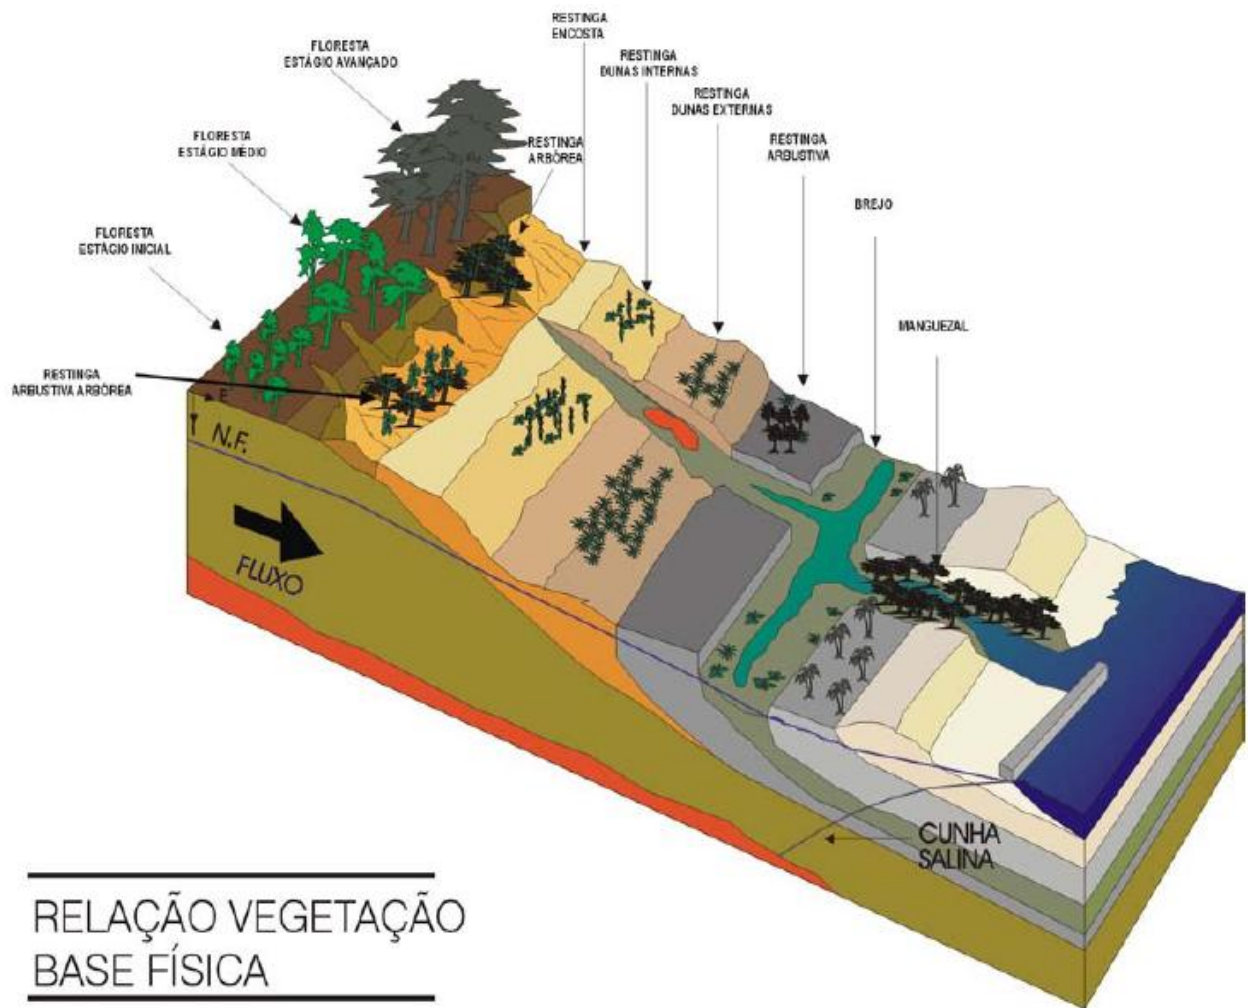 RESTINGA
ENCOSTA
FLORESTA
ESTÁGIO AVANÇADO
RESTINGA
DUNAS INTERNAS
RESTINGA
DUNAS EXTERNAS
FLORESTA
ESTÁGIO MÉDIO
RESTINGA
ARBÓREA
RESTINGA
ARBUSTIVA
BREJO
FLORESTA
ESTÁGIO INICIAL
MANGUEZAL
RESTINGA
ARBUSTIVA ARBÓREA
E
N.F.
FLUXO
CUNHA
SALINA
RELAÇÃO VEGETAÇÃO
BASE FÍSICA